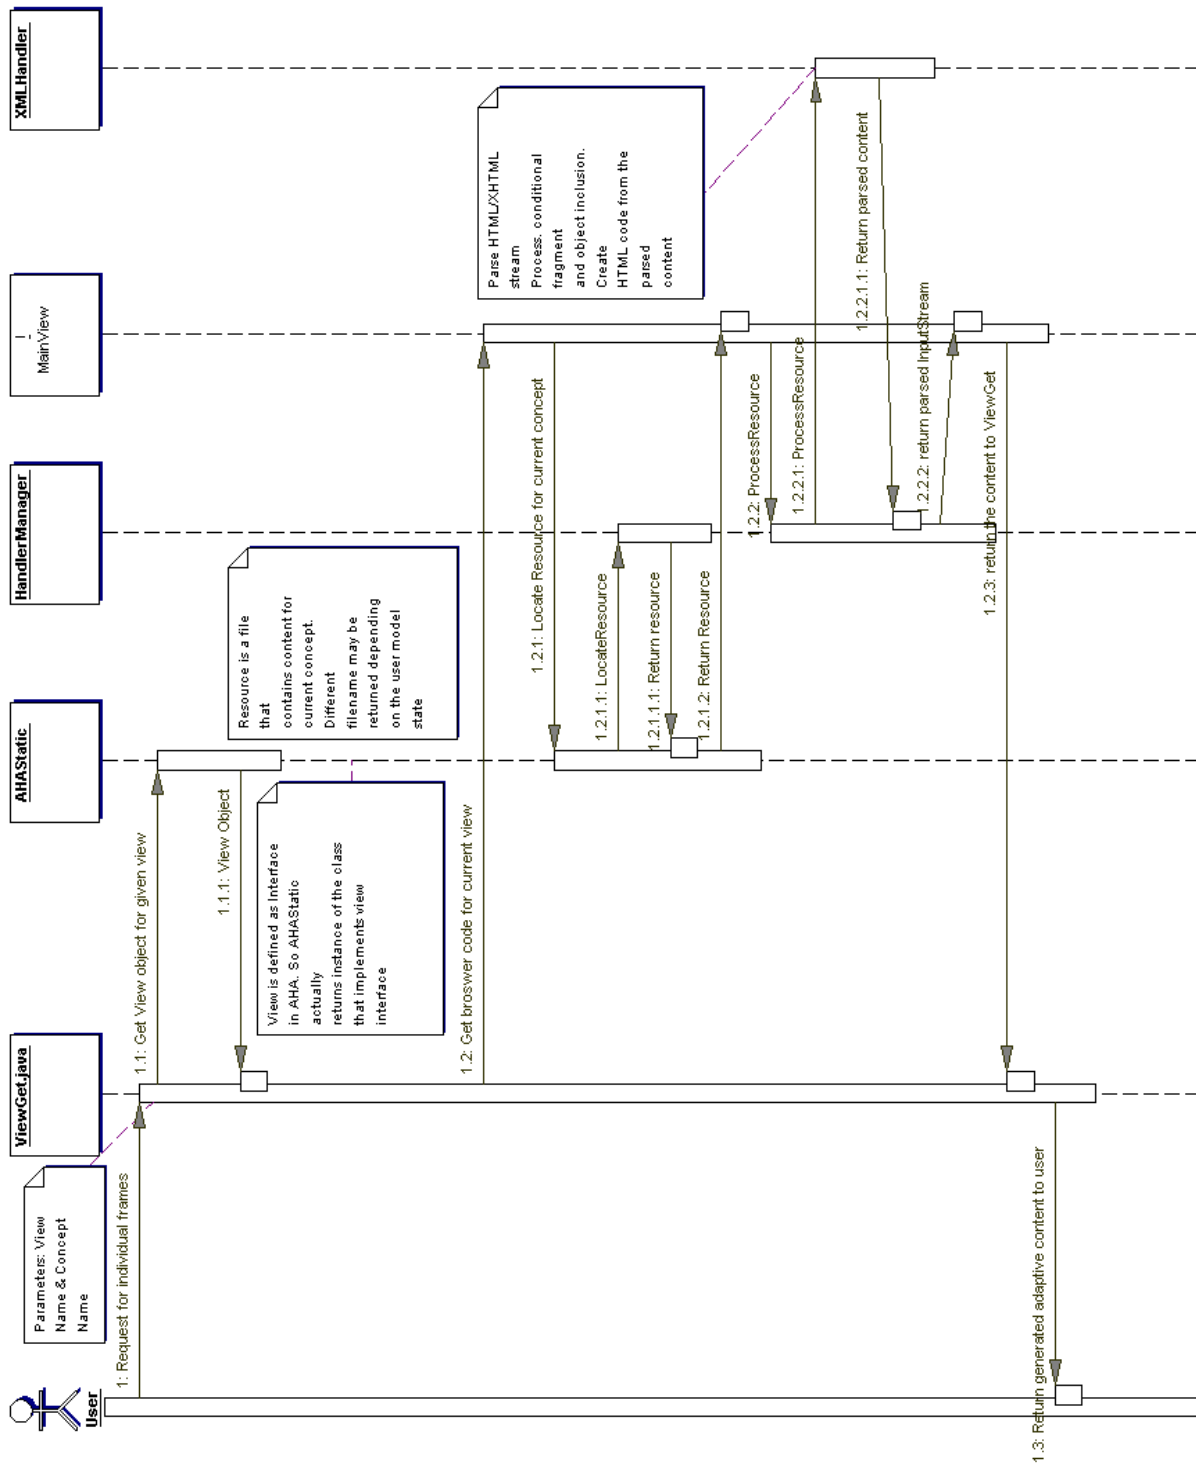 User
ViewGet.java
AHAStatic
HandlerManager
I
MainView
XMLHandler
Parameters: View
Name & Concept
Name
1: Request for individual frames
1.1: Get View object for given view
1.1.1: View Object
Resource is a file
that
contains content for
current concept.
Different
filename may be
returned depending
on the user model
state
View is defined as Interface
in AHA. So AHAStatic
actually
returns instance of the class
that implements view
interface
1.2: Get broswer code for current view
Parse HTML/XHTML
stream
Process. conditional
fragment
and object inclusion.
Create
HTML code from the
parsed
content
1.2.1: Locate Resource for current concept
1.2.1.1: LocateResource
1.2.1.1.1: Return resource
1.2.1.2: Return Resource
1.2.2: ProcessResource
1.2.2.1: ProcessResource
1.2.2.1.1: Return parsed content
1.2.2.2: return parsed InputStream
1.2.3: return the content to ViewGet
1.3: Return generated adaptive content to user